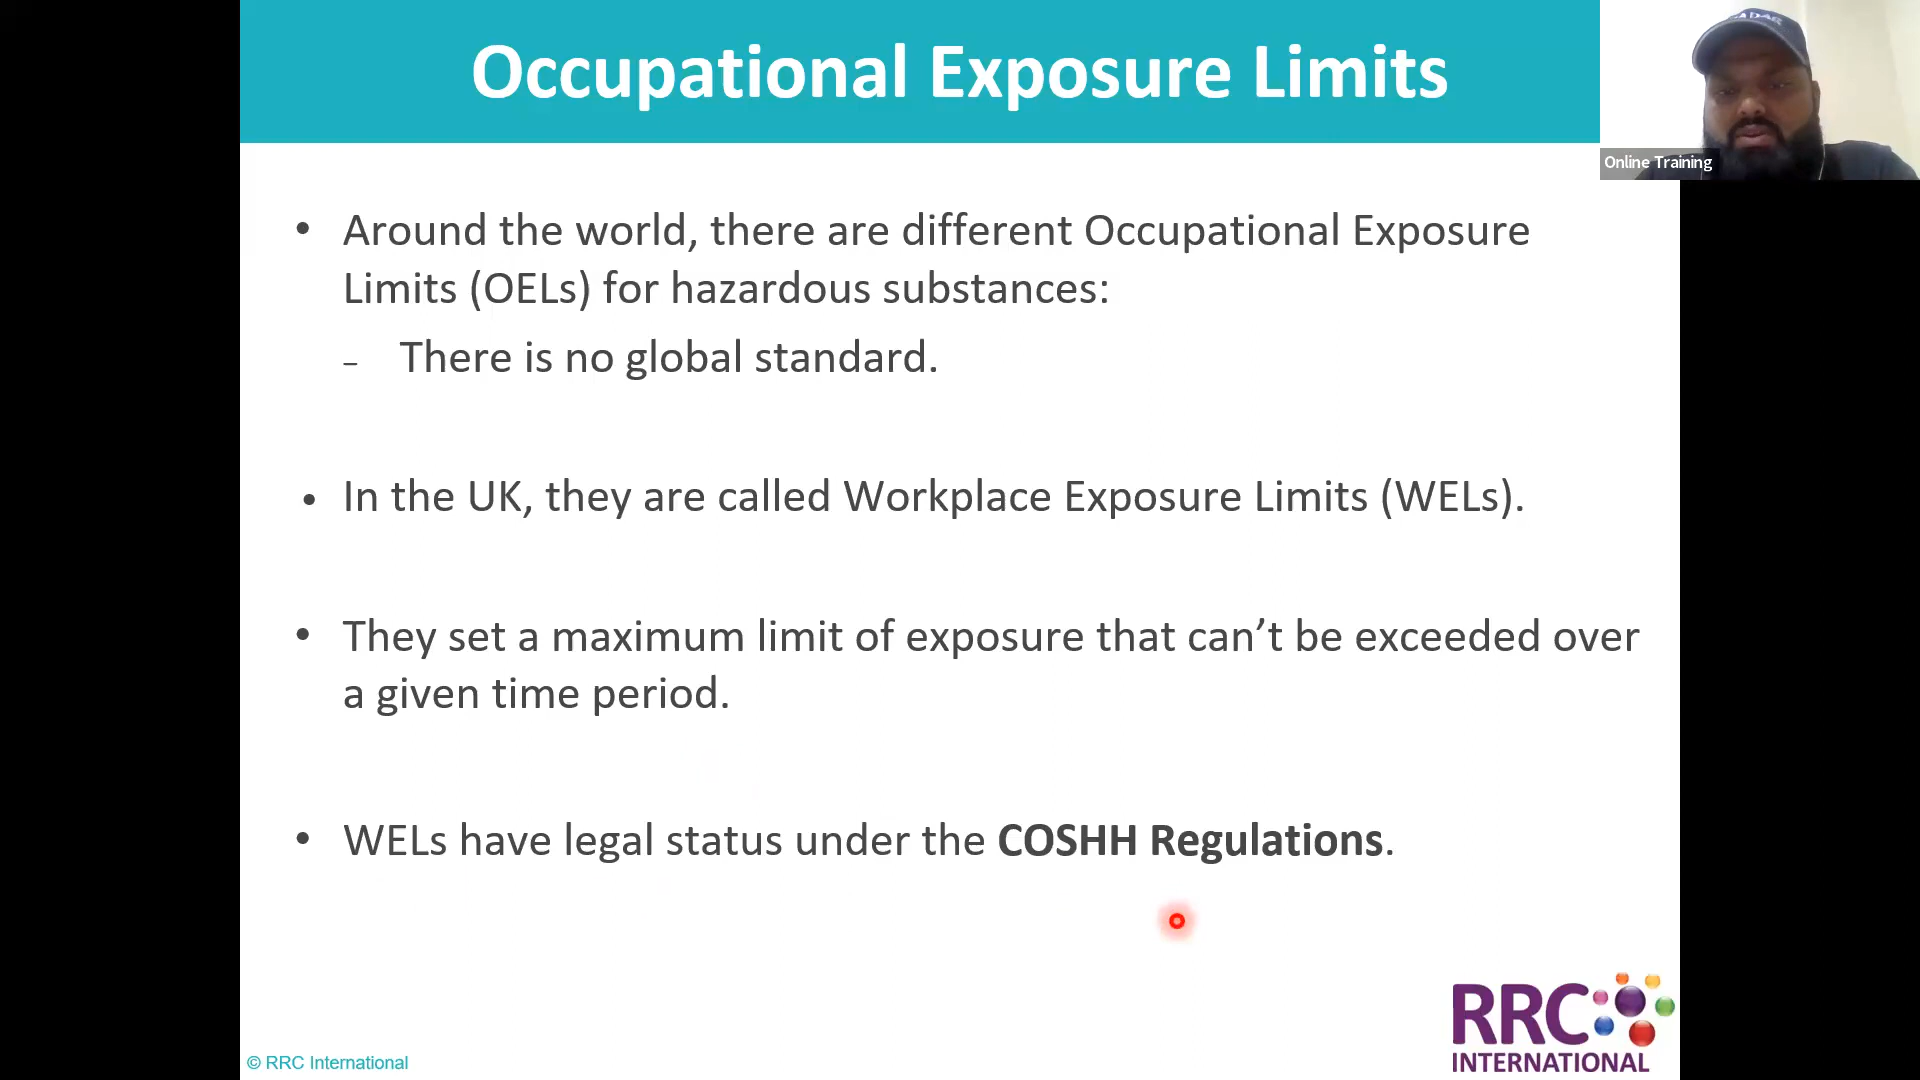 Occupational Exposure Limits
Online Training
• Around the world, there are different Occupational Exposure
Limits (OELs) for hazardous substances:
– There is no global standard.
• In the UK, they are called Workplace Exposure Limits (WELs).
• They set a maximum limit of exposure that can’t be exceeded over
a given time period.
• WELs have legal status under the COSHH Regulations.
RRC
INTERNATIONAL
© RRC International